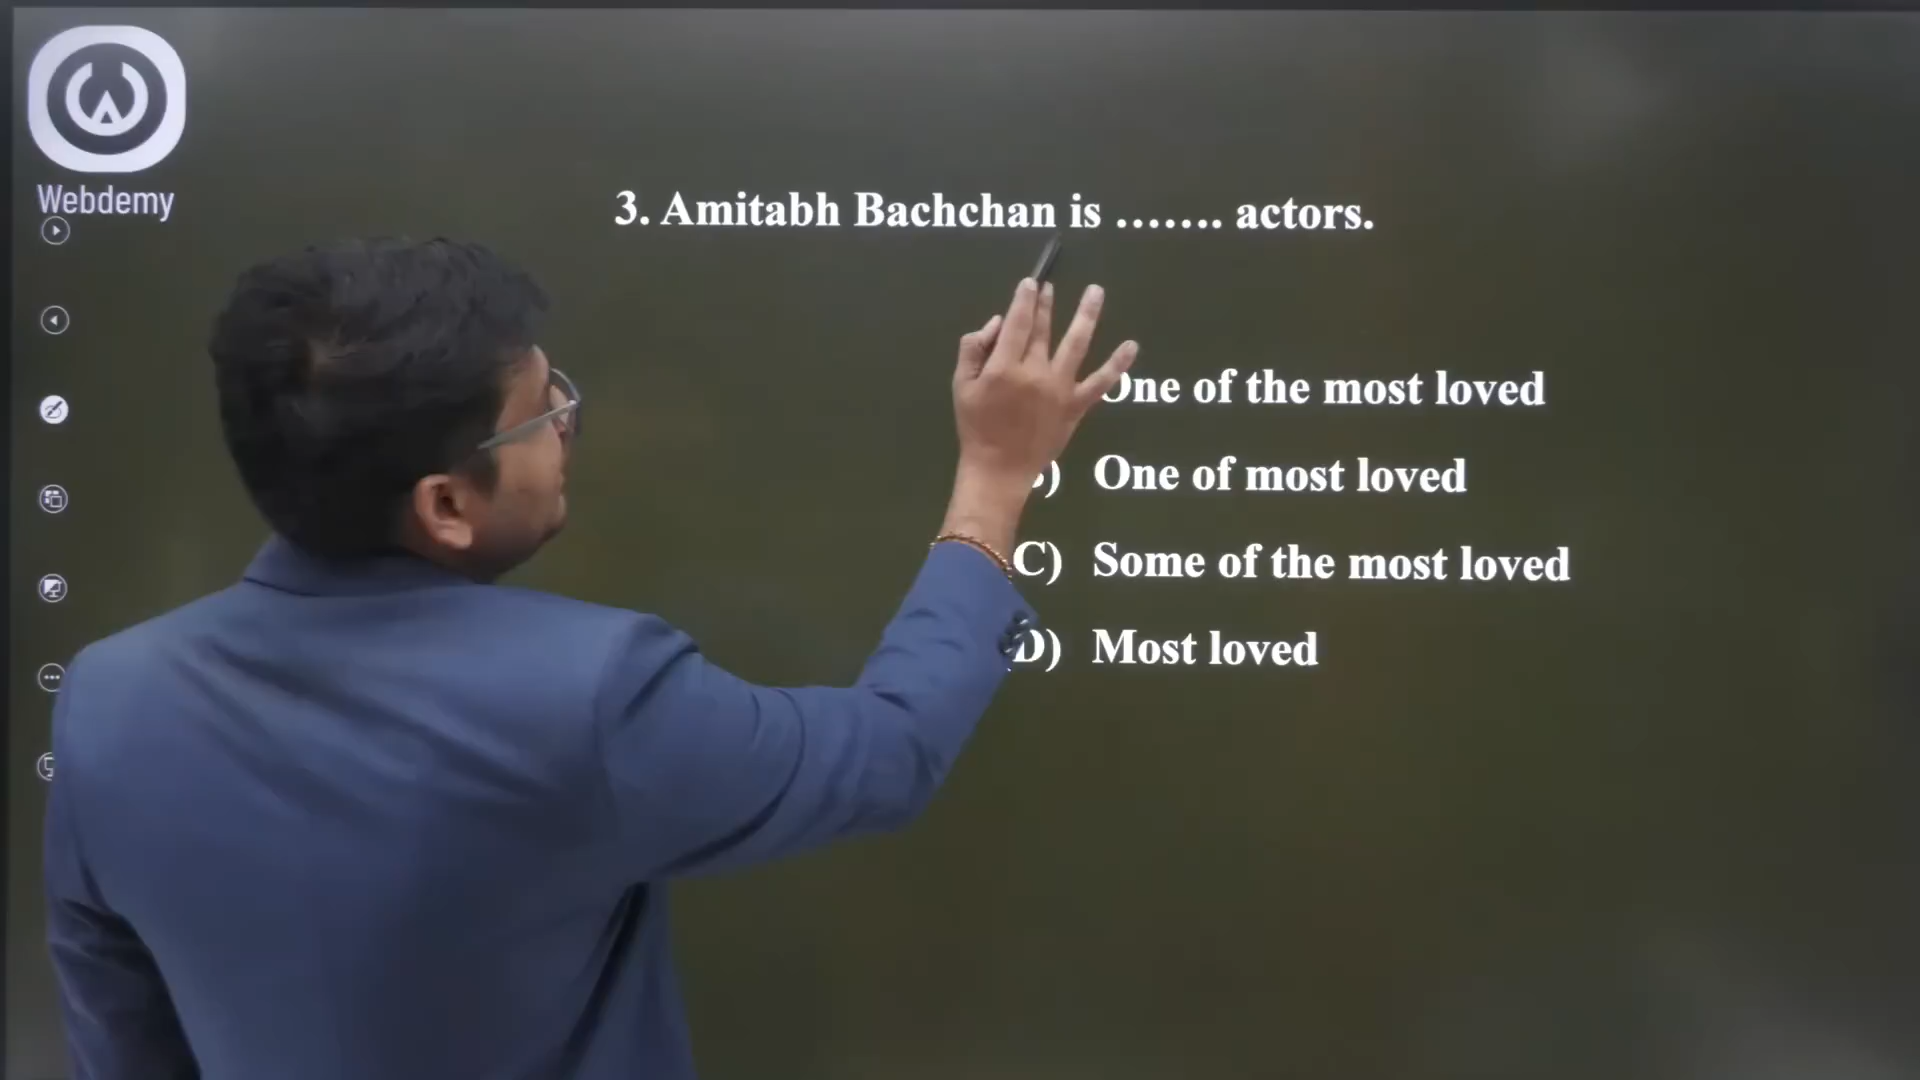 Webdemy
3. Amitabh Bachchan is ....... actors.
One of the most loved
One of most loved
C) Some of the most loved
D) Most loved